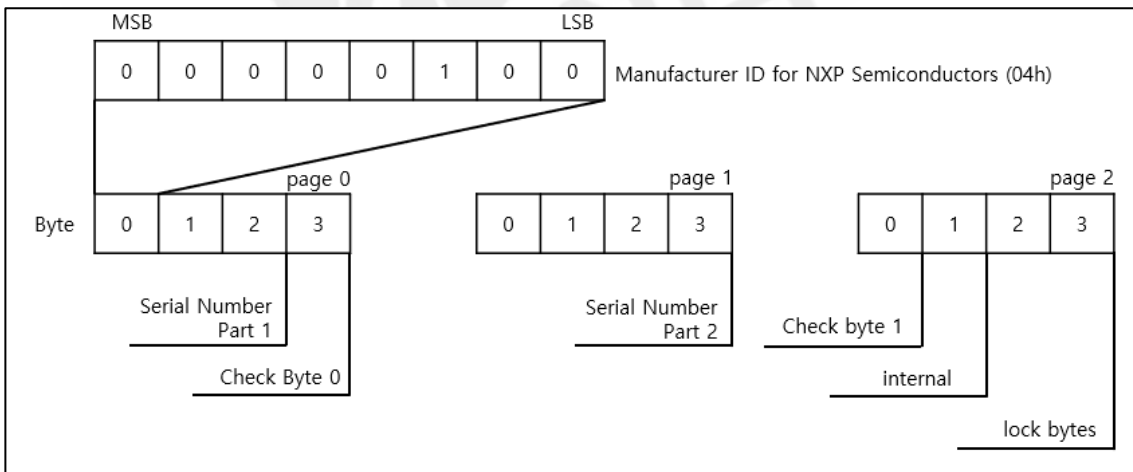 MSB LSB
0 0 0 0 0 1 0 0 Manufacturer ID for NXP Semiconductors (04h)
page 0 page 1 page 2
Byte 0 1 2 3 0 1 2 3 0 1 2 3
Serial Number
Part 1
Check Byte 0
Serial Number
Part 2
Check byte 1
internal
lock bytes